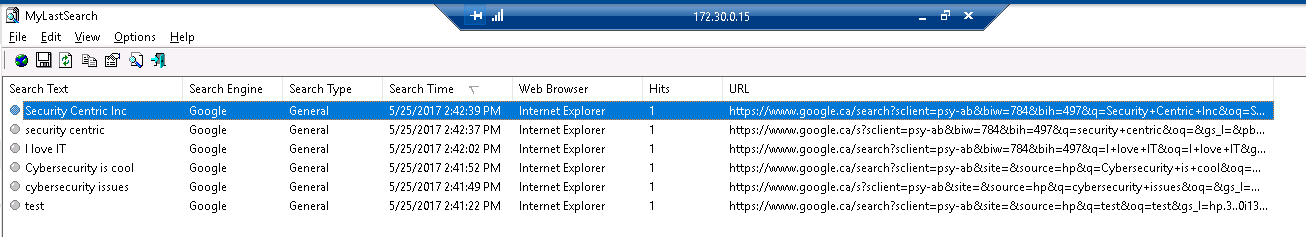 MyLastSearch 172.30.0.15
File Edit View Options Help
Search Text Search Engine Search Type Search Time Web Browser Hits URL
Security Centric Inc Google General 5/25/2017 2:42:39 PM Internet Explorer 1 https://www.google.ca/search?sclient=psy-ab&biw=784&bih=497&q=Security+Centric+Inc&oq=S...
security centric Google General 5/25/2017 2:42:37 PM Internet Explorer 1 https://www.google.ca/s?sclient=psy-ab&biw=784&bih=497&q=security+centric&oq=&gs_l=&pb...
I love IT Google General 5/25/2017 2:42:02 PM Internet Explorer 1 https://www.google.ca/search?sclient=psy-ab&biw=784&bih=497&q=I+love+IT&oq=I+love+IT&g...
Cybersecurity is cool Google General 5/25/2017 2:41:52 PM Internet Explorer 1 https://www.google.ca/search?sclient=psy-ab&site=&source=hp&q=Cybersecurity+is+cool&oq=...
cybersecurity issues Google General 5/25/2017 2:41:49 PM Internet Explorer 1 https://www.google.ca/s?sclient=psy-ab&site=&source=hp&q=cybersecurity+issues&oq=&gs_l=...
test Google General 5/25/2017 2:41:22 PM Internet Explorer 1 https://www.google.ca/search?sclient=psy-ab&site=&source=hp&q=test&oq=test&gs_l=hp.3..0i13...